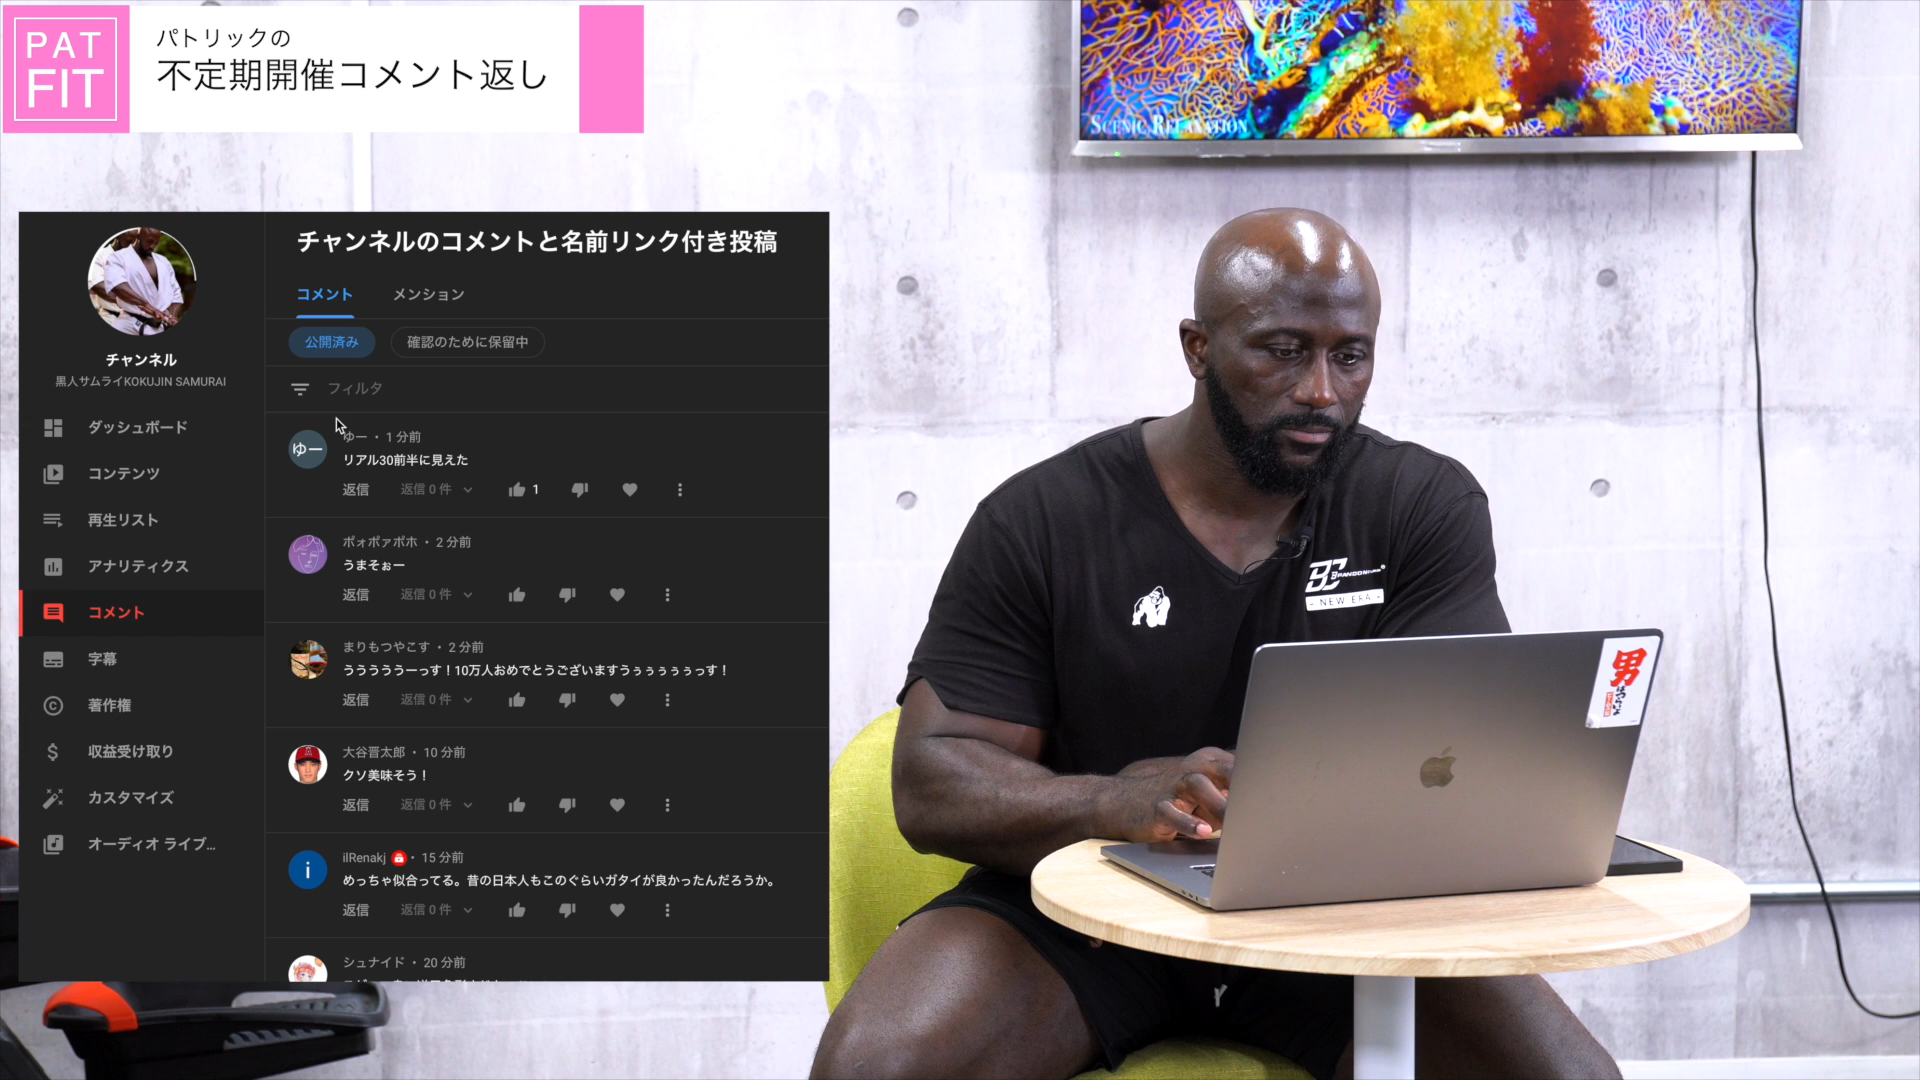 PAT
FIT
パトリックの
不定期開催コメント返し
SCENIC RELAXATION
チャンネル
黒人サムライKOKUJIN SAMURAI
ダッシュボード
コンテンツ
再生リスト
アナリティクス
コメント
字幕
著作権
収益受け取り
カスタマイズ
オーディオ ライブ...
チャンネルのコメントと名前リンク付き投稿
コメント メンション
公開済み 確認のために保留中
フィルタ
ゆー
ゆー・1 分前
リアル30前半に見えた
返信 返信 0 件 1
ポォポァポホ・2 分前
うまそぉー
返信 返信 0 件
まりもつやこす・2 分前
うううううーっす！10万人おめでとうございますうぅぅぅぅぅっす！
返信 返信 0 件
大谷晋太郎・10 分前
クソ美味そう！
返信 返信 0 件
i
ilRenakj・15 分前
めっちゃ似合ってる。昔の日本人もこのぐらいガタイが良かったんだろうか。
返信 返信 0 件
シュナイド・20 分前
NEW ERA
男
はつらいよ